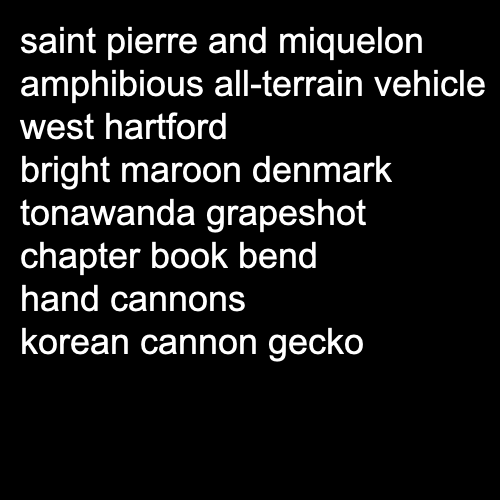 saint pierre and miquelon
amphibious all-terrain vehicle
west hartford
bright maroon denmark
tonawanda grapeshot
chapter book bend
hand cannons
korean cannon gecko